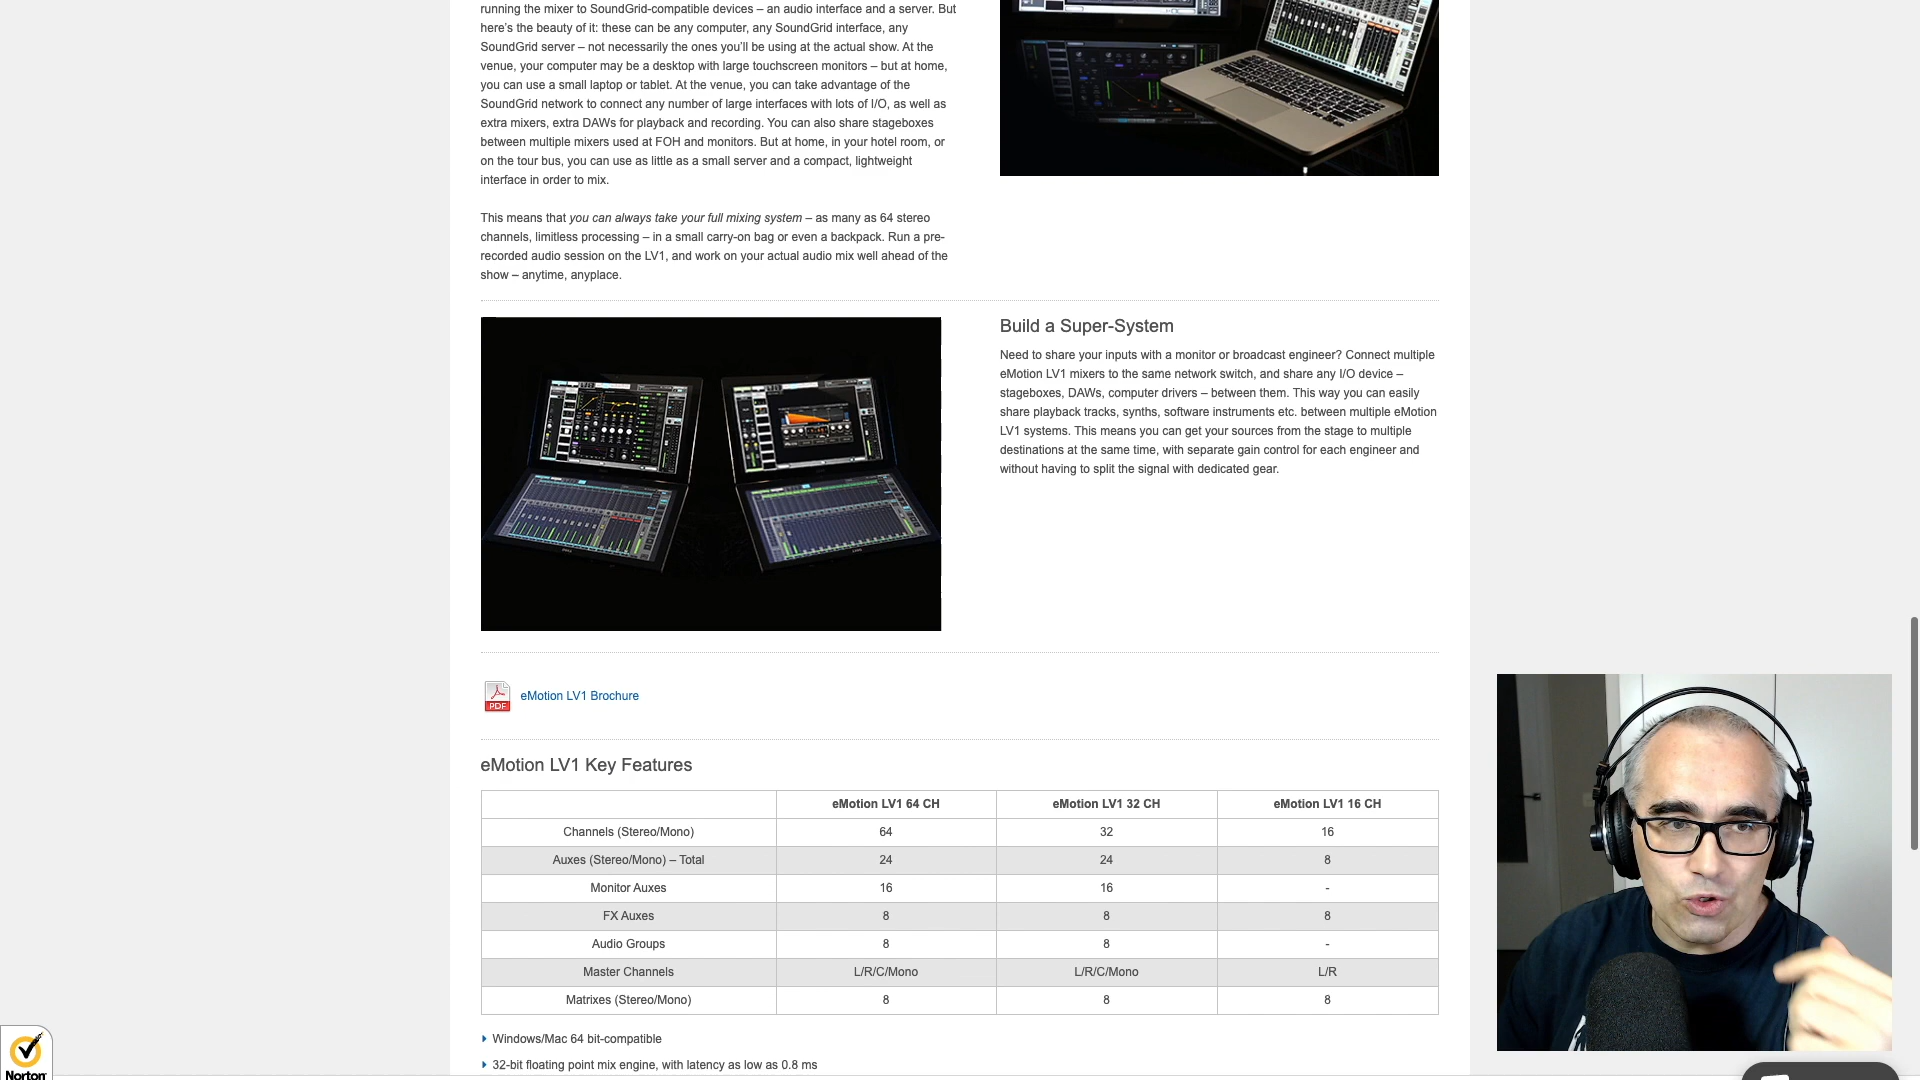 running the mixer to SoundGrid-compatible devices – an audio interface and a server. But
here's the beauty of it: these can be any computer, any SoundGrid interface, any
SoundGrid server – not necessarily the ones you'll be using at the actual show. At the
venue, your computer may be a desktop with large touchscreen monitors – but at home,
you can use a small laptop or tablet. At the venue, you can take advantage of the
SoundGrid network to connect any number of large interfaces with lots of I/O, as well as
extra mixers, extra DAWs for playback and recording. You can also share stageboxes
between multiple mixers used at FOH and monitors. But at home, in your hotel room, or
on the tour bus, you can use as little as a small server and a compact, lightweight
interface in order to mix.
This means that you can always take your full mixing system – as many as 64 stereo
channels, limitless processing – in a small carry-on bag or even a backpack. Run a pre-
recorded audio session on the LV1, and work on your actual audio mix well ahead of the
show – anytime, anyplace.
Build a Super-System
Need to share your inputs with a monitor or broadcast engineer? Connect multiple
eMotion LV1 mixers to the same network switch, and share any I/O device –
stageboxes, DAWs, computer drivers – between them. This way you can easily
share playback tracks, synths, software instruments etc. between multiple eMotion
LV1 systems. This means you can get your sources from the stage to multiple
destinations at the same time, with separate gain control for each engineer and
without having to split the signal with dedicated gear.
PDF eMotion LV1 Brochure
eMotion LV1 Key Features
eMotion LV1 64 CH eMotion LV1 32 CH eMotion LV1 16 CH
Channels (Stereo/Mono) 64 32 16
Auxes (Stereo/Mono) – Total 24 24 8
Monitor Auxes 16 16 -
FX Auxes 8 8 8
Audio Groups 8 8 -
Master Channels L/R/C/Mono L/R/C/Mono L/R
Matrixes (Stereo/Mono) 8 8 8
Windows/Mac 64 bit-compatible
32-bit floating point mix engine, with latency as low as 0.8 ms
Norton